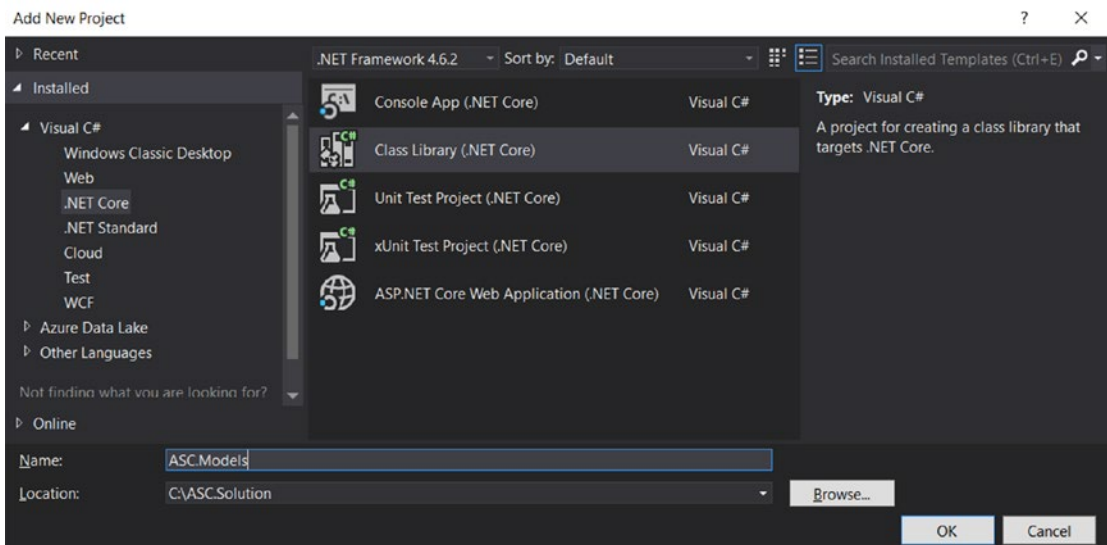 Add New Project
Recent
.NET Framework 4.6.2 Sort by: Default Search Installed Templates (Ctrl+E)
Installed
Visual C#
Windows Classic Desktop
Web
.NET Core
.NET Standard
Cloud
Test
WCF
Azure Data Lake
Other Languages
Not finding what you are looking for?
Online
Console App (.NET Core) Visual C#
Class Library (.NET Core) Visual C#
Unit Test Project (.NET Core) Visual C#
xUnit Test Project (.NET Core) Visual C#
ASP.NET Core Web Application (.NET Core) Visual C#
Type: Visual C#
A project for creating a class library that
targets .NET Core.
Name: ASC.Models
Location: C:\ASC.Solution
Browse...
OK Cancel